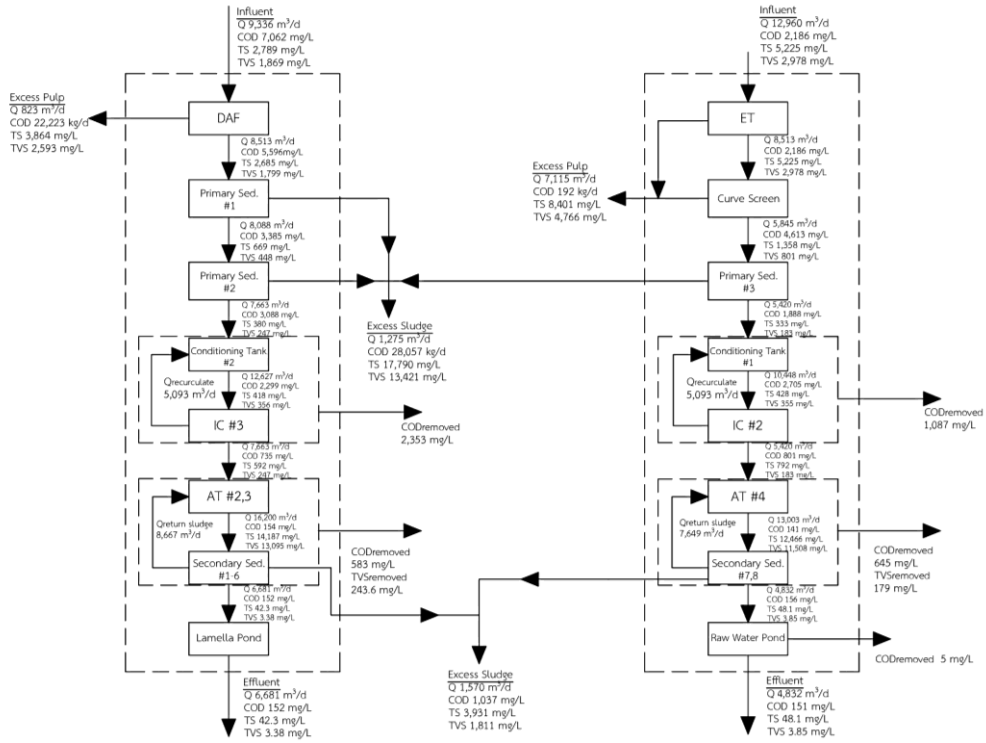 Influent
Q 9,336 m³/d
COD 7,062 mg/L
TS 2,789 mg/L
TVS 1,869 mg/L
Excess Pulp
Q 823 m³/d
COD 22,223 kg/d
TS 3,864 mg/L
TVS 2,593 mg/L
DAF
Q 8,513 m³/d
COD 5,596mg/L
TS 2,685 mg/L
TVS 1,799 mg/L
Primary Sed.
#1
Q 8,088 m³/d
COD 3,385 mg/L
TS 669 mg/L
TVS 448 mg/L
Primary Sed.
#2
Q 7,663 m³/d
COD 3,088 mg/L
TS 380 mg/L
TVS 247 mg/L
Conditioning Tank
#2
Qrecurculate
5,093 m³/d
Q 12,627 m³/d
COD 2,299 mg/L
TS 418 mg/L
TVS 356 mg/L
IC #3
CODremoved
2,353 mg/L
Q 7,663 m³/d
COD 735 mg/L
TS 592 mg/L
TVS 247 mg/L
AT #2,3
Qreturn sludge
8,667 m³/d
Q 16,200 m³/d
COD 154 mg/L
TS 14,187 mg/L
TVS 13,095 mg/L
Secondary Sed.
#1-6
CODremoved
583 mg/L
TVSremoved
243.6 mg/L
Q 6,681 m³/d
COD 152 mg/L
TS 42.3 mg/L
TVS 3.38 mg/L
Lamella Pond
Effluent
Q 6,681 m³/d
COD 152 mg/L
TS 42.3 mg/L
TVS 3.38 mg/L
Excess Sludge
Q 1,275 m³/d
COD 28,057 kg/d
TS 17,790 mg/L
TVS 13,421 mg/L
Excess Sludge
Q 1,570 m³/d
COD 1,037 mg/L
TS 3,931 mg/L
TVS 1,811 mg/L
Influent
Q 12,960 m³/d
COD 2,186 mg/L
TS 5,225 mg/L
TVS 2,978 mg/L
ET
Q 8,513 m³/d
COD 2,186 mg/L
TS 5,225 mg/L
TVS 2,978 mg/L
Excess Pulp
Q 7,115 m³/d
COD 192 kg/d
TS 8,401 mg/L
TVS 4,766 mg/L
Curve Screen
Q 5,845 m³/d
COD 4,613 mg/L
TS 1,358 mg/L
TVS 801 mg/L
Primary Sed.
#3
Q 5,420 m³/d
COD 1,888 mg/L
TS 333 mg/L
TVS 183 mg/L
Conditioning Tank
#1
Qrecurculate
5,093 m³/d
Q 10,448 m³/d
COD 2,705 mg/L
TS 428 mg/L
TVS 355 mg/L
IC #2
CODremoved
1,087 mg/L
Q 5,420 m³/d
COD 801 mg/L
TS 792 mg/L
TVS 183 mg/L
AT #4
Qreturn sludge
7,649 m³/d
Q 13,003 m³/d
COD 141 mg/L
TS 12,466 mg/L
TVS 11,508 mg/L
Secondary Sed.
#7,8
CODremoved
645 mg/L
TVSremoved
179 mg/L
Q 4,832 m³/d
COD 156 mg/L
TS 48.1 mg/L
TVS 3.85 mg/L
Raw Water Pond
CODremoved 5 mg/L
Effluent
Q 4,832 m³/d
COD 151 mg/L
TS 48.1 mg/L
TVS 3.85 mg/L